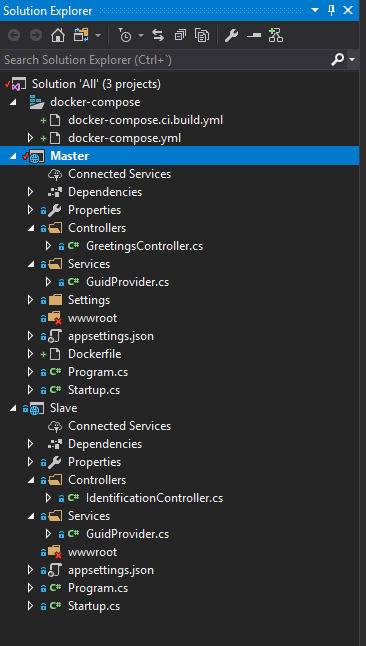 Solution Explorer
Search Solution Explorer (Ctrl+`)
Solution 'All' (3 projects)
docker-compose
docker-compose.ci.build.yml
docker-compose.yml
Master
Connected Services
Dependencies
Properties
Controllers
C# GreetingsController.cs
Services
C# GuidProvider.cs
Settings
wwwroot
appsettings.json
Dockerfile
C# Program.cs
C# Startup.cs
Slave
Connected Services
Dependencies
Properties
Controllers
C# IdentificationController.cs
Services
C# GuidProvider.cs
wwwroot
appsettings.json
C# Program.cs
C# Startup.cs